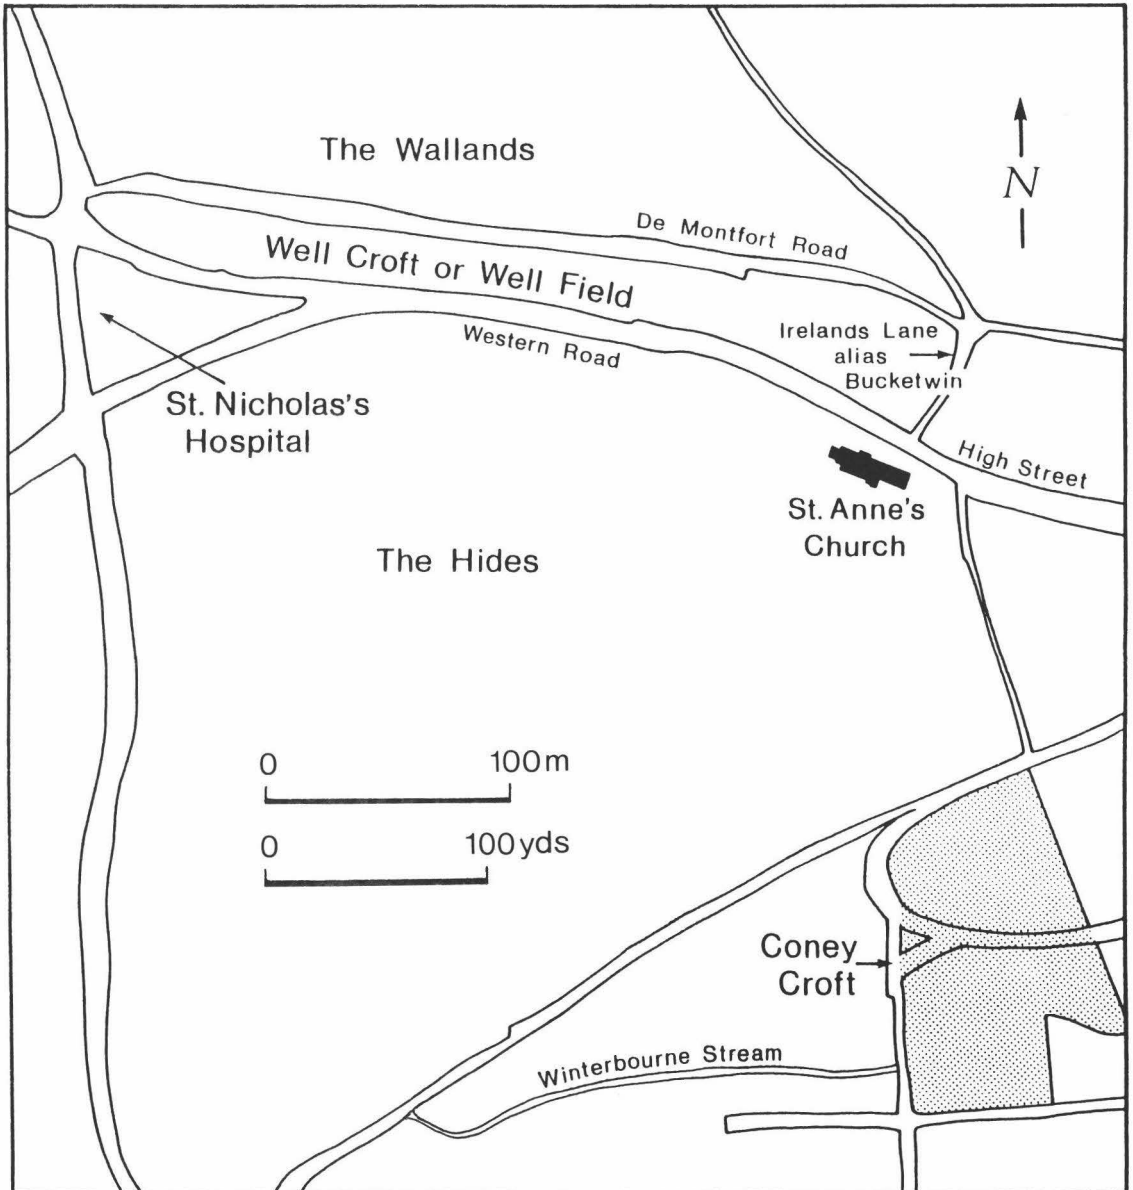 The Wallands
N
De Montfort Road
Well Croft or Well Field
Western Road
Irelands Lane
alias
Bucketwin
St. Nicholas's
Hospital
High Street
St. Anne's
Church
The Hides
0 100m
0 100yds
Coney
Croft
Winterbourne Stream